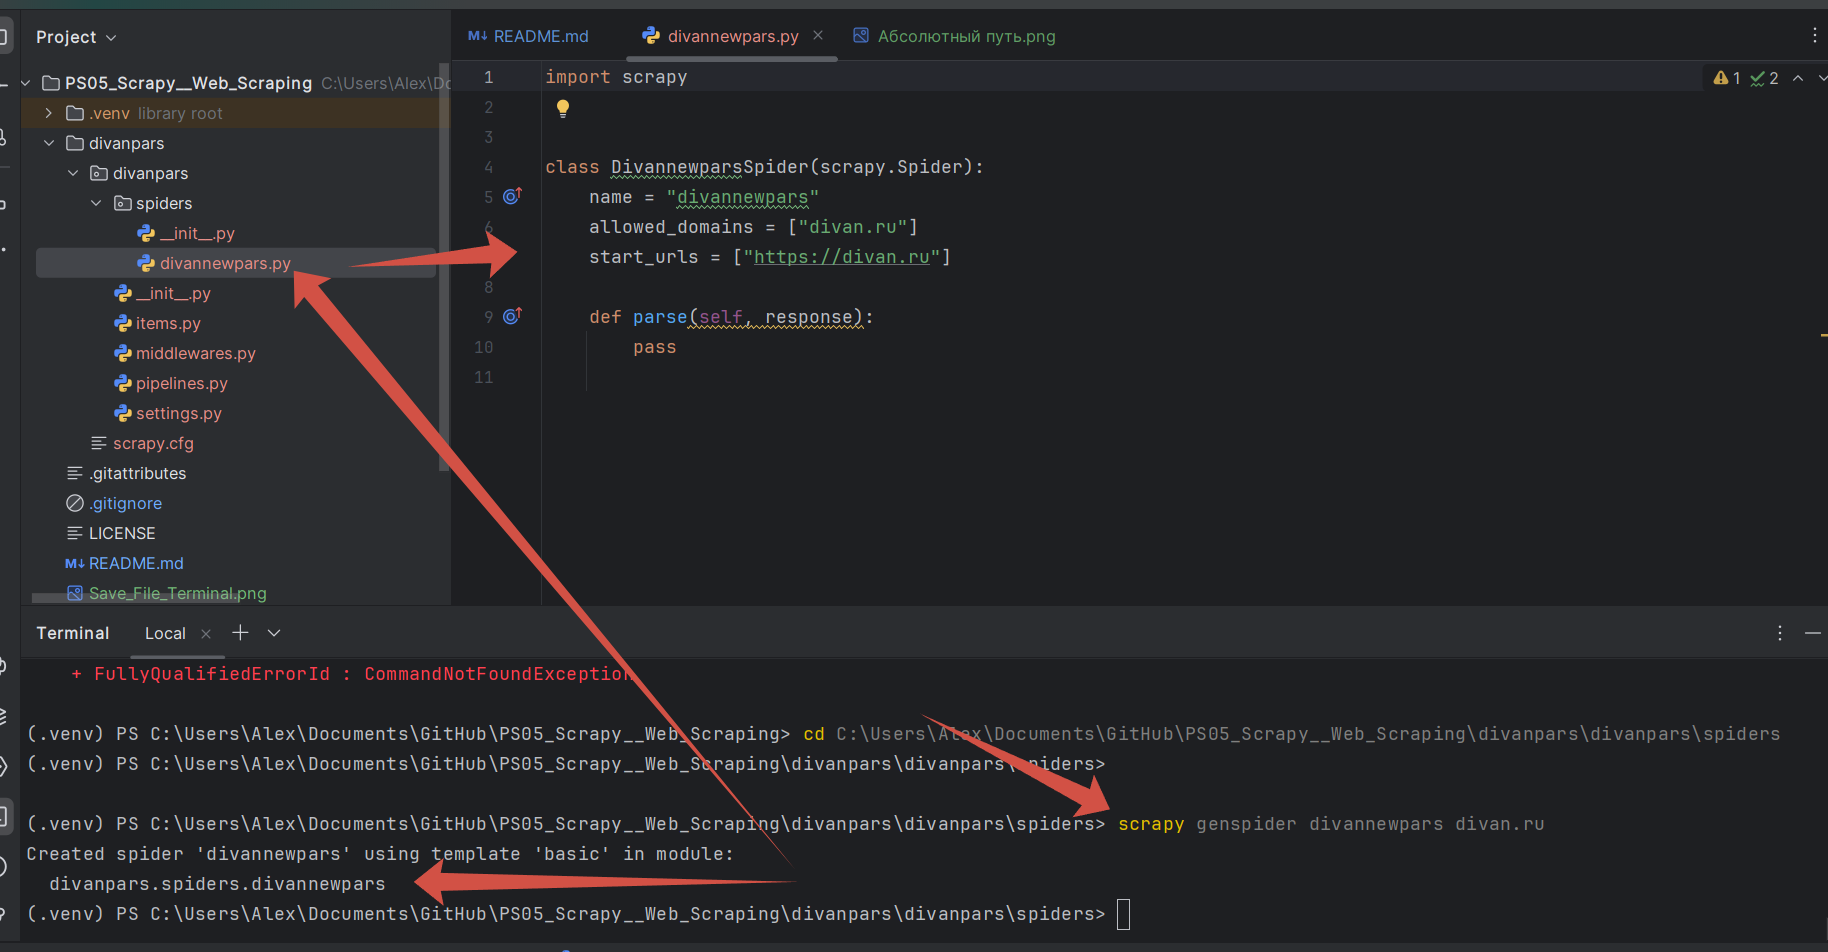 Project
PS05_Scrapy__Web_Scraping C:\Users\Alex\Do
.venv library root
divanpars
divanpars
spiders
__init__.py
divannewpars.py
__init__.py
items.py
middlewares.py
pipelines.py
settings.py
scrapy.cfg
.gitattributes
.gitignore
LICENSE
M↓ README.md
Save_File_Terminal.png
M↓ README.md
divannewpars.py
Абсолютный путь.png
1 import scrapy
1 2
2
3
4 class DivannewparsSpider(scrapy.Spider):
5 name = "divannewpars"
6 allowed_domains = ["divan.ru"]
start_urls = ["https://divan.ru"]
8
9 def parse(self, response):
10 pass
11
Terminal Local
+ FullyQualifiedErrorId : CommandNotFoundException
(.venv) PS C:\Users\Alex\Documents\GitHub\PS05_Scrapy__Web_Scraping> cd C:\Users\Alex\Documents\GitHub\PS05_Scrapy__Web_Scraping\divanpars\divanpars\spiders
(.venv) PS C:\Users\Alex\Documents\GitHub\PS05_Scrapy__Web_Scraping\divanpars\divanpars\spiders>
(.venv) PS C:\Users\Alex\Documents\GitHub\PS05_Scrapy__Web_Scraping\divanpars\divanpars\spiders> scrapy genspider divannewpars divan.ru
Created spider 'divannewpars' using template 'basic' in module:
divanpars.spiders.divannewpars
(.venv) PS C:\Users\Alex\Documents\GitHub\PS05_Scrapy__Web_Scraping\divanpars\divanpars\spiders>